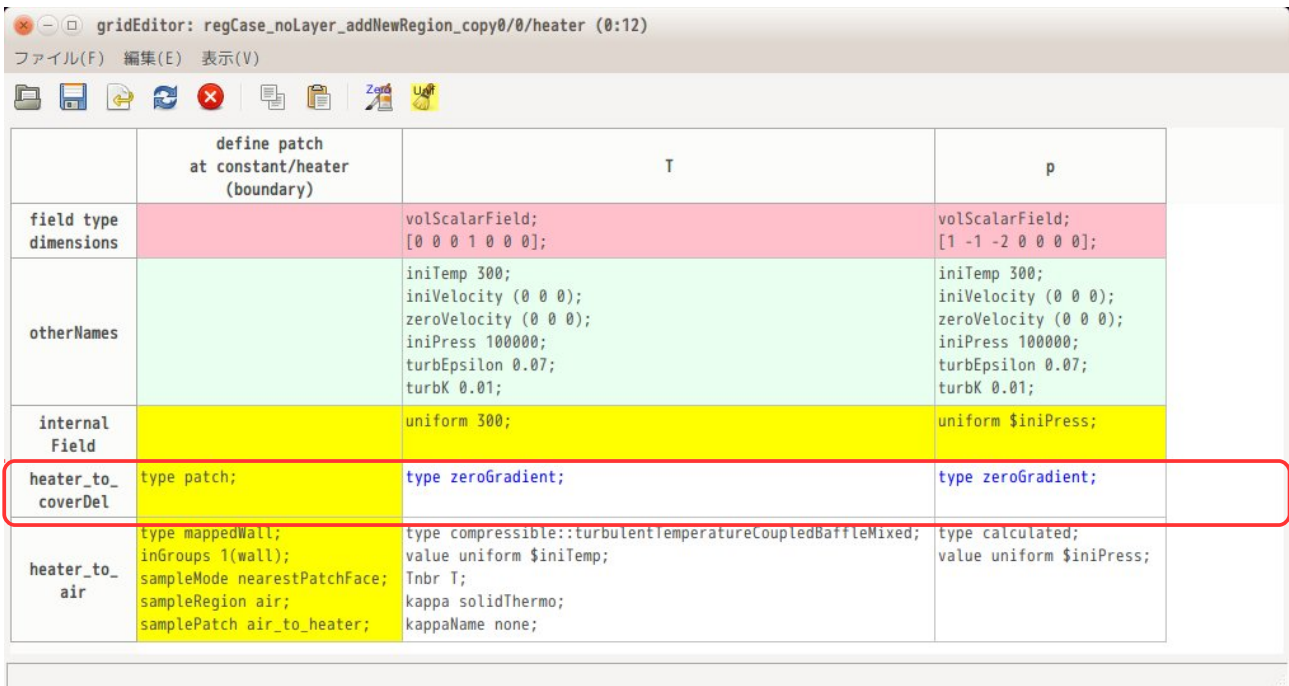 gridEditor: regCase_noLayer_addNewRegion_copy0/0/heater (0:12)
ファイル(F) 編集(E) 表示(V)
Zero
Unif
define patch
at constant/heater
(boundary)
T
p
field type
dimensions
volScalarField;
[0 0 0 1 0 0 0];
volScalarField;
[1 -1 -2 0 0 0 0];
otherNames
iniTemp 300;
iniVelocity (0 0 0);
zeroVelocity (0 0 0);
iniPress 100000;
turbEpsilon 0.07;
turbK 0.01;
iniTemp 300;
iniVelocity (0 0 0);
zeroVelocity (0 0 0);
iniPress 100000;
turbEpsilon 0.07;
turbK 0.01;
internal
Field
uniform 300;
uniform $iniPress;
heater_to_
coverDel
type patch;
type zeroGradient;
type zeroGradient;
heater_to_
air
type mappedWall;
inGroups 1(wall);
sampleMode nearestPatchFace;
sampleRegion air;
samplePatch air_to_heater;
type compressible::turbulentTemperatureCoupledBaffleMixed;
value uniform $iniTemp;
Tnbr T;
kappa solidThermo;
kappaName none;
type calculated;
value uniform $iniPress;